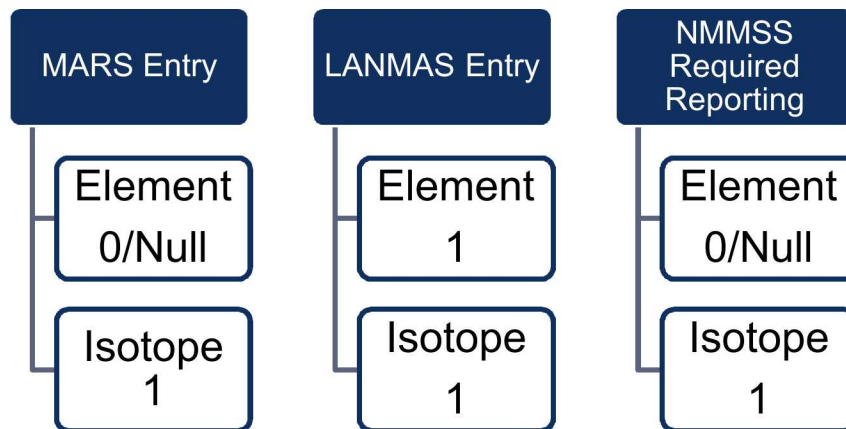 MARS Entry
Element
0/Null
Isotope
1
LANMAS Entry
Element
1
Isotope
1
NMMSS
Required
Reporting
Element
0/Null
Isotope
1